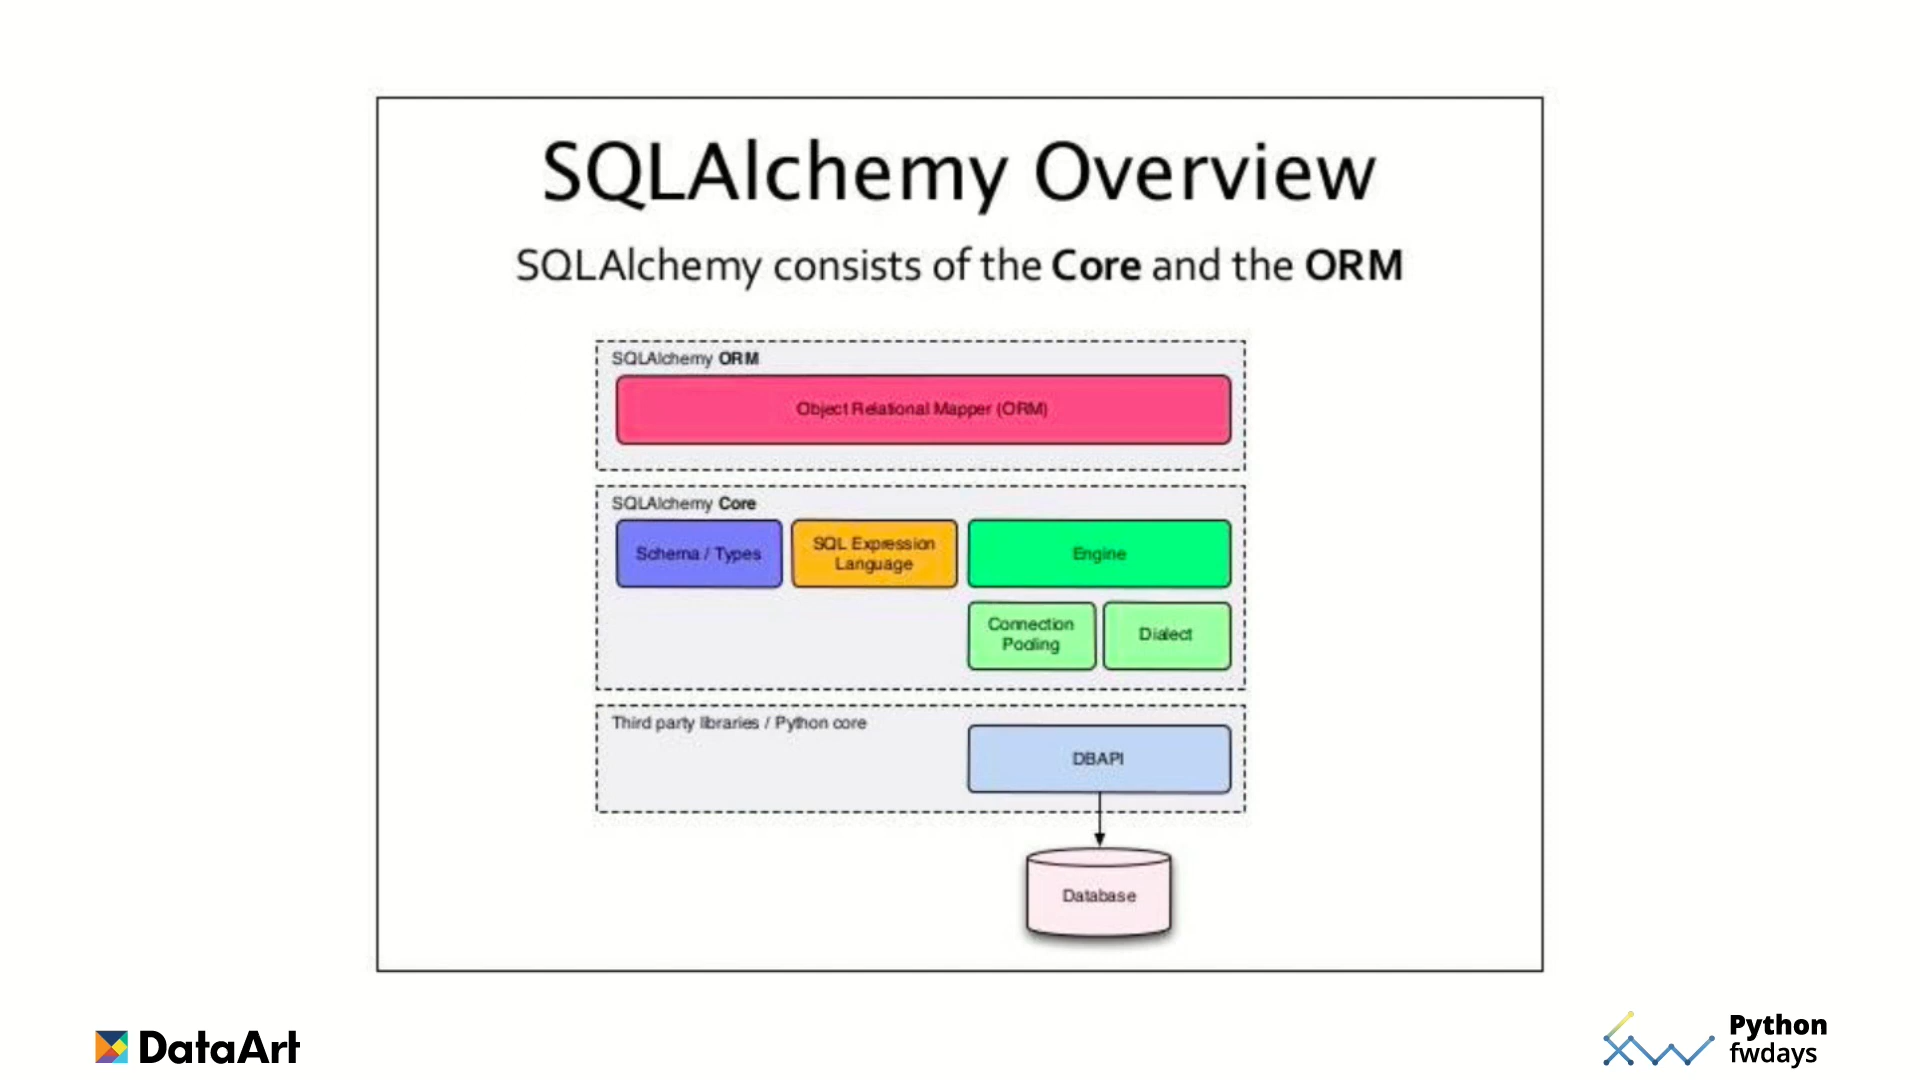 SQLAlchemy Overview
SQLAlchemy consists of the Core and the ORM
SQLAlchemy ORM
Object Relational Mapper (ORM)
SQLAlchemy Core
Schema / Types
SQL Expression
Language
Engine
Connection
Pooling
Dialect
Third party libraries / Python core
DBAPI
Database
DataArt
Python
fwdays